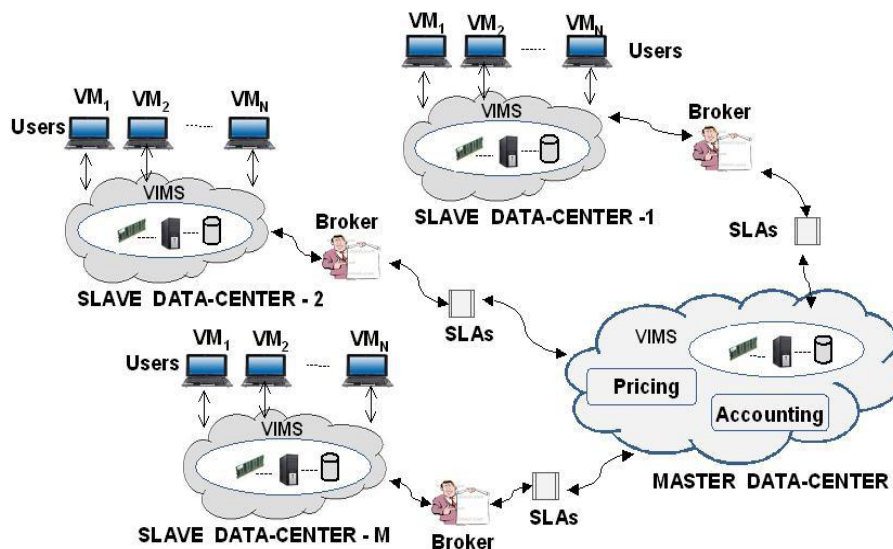 VM1 VM2 VMN
Users
VIMS
Broker
SLAVE DATA-CENTER -1
SLAs
VM1 VM2 VMN
Users
VIMS
Broker
SLAVE DATA-CENTER - 2
SLAs
VM1 VM2 VMN
Users
VIMS
SLAVE DATA-CENTER - M
Broker
SLAs
VIMS
Pricing
Accounting
MASTER DATA-CENTER